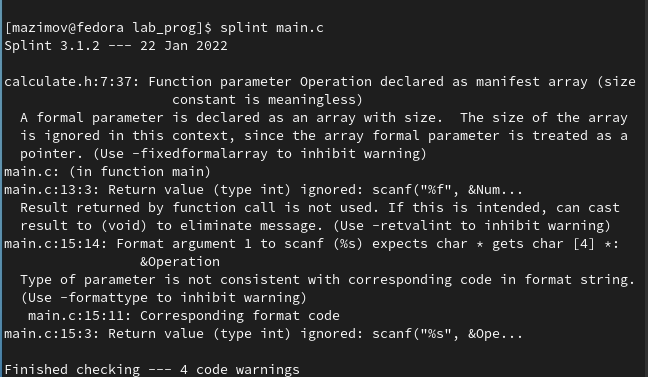 [mazimov@fedora lab_prog]$ splint main.c
Splint 3.1.2 --- 22 Jan 2022
calculate.h:7:37: Function parameter Operation declared as manifest array (size
constant is meaningless)
A formal parameter is declared as an array with size.  The size of the array
is ignored in this context, since the array formal parameter is treated as a
pointer. (Use -fixedformalarray to inhibit warning)
main.c: (in function main)
main.c:13:3: Return value (type int) ignored: scanf("%f", &Num...
Result returned by function call is not used. If this is intended, can cast
result to (void) to eliminate message. (Use -retvalint to inhibit warning)
main.c:15:14: Format argument 1 to scanf (%s) expects char * gets char [4] *:
&Operation
Type of parameter is not consistent with corresponding code in format string.
(Use -formattype to inhibit warning)
main.c:15:11: Corresponding format code
main.c:15:3: Return value (type int) ignored: scanf("%s", &Ope...
Finished checking --- 4 code warnings